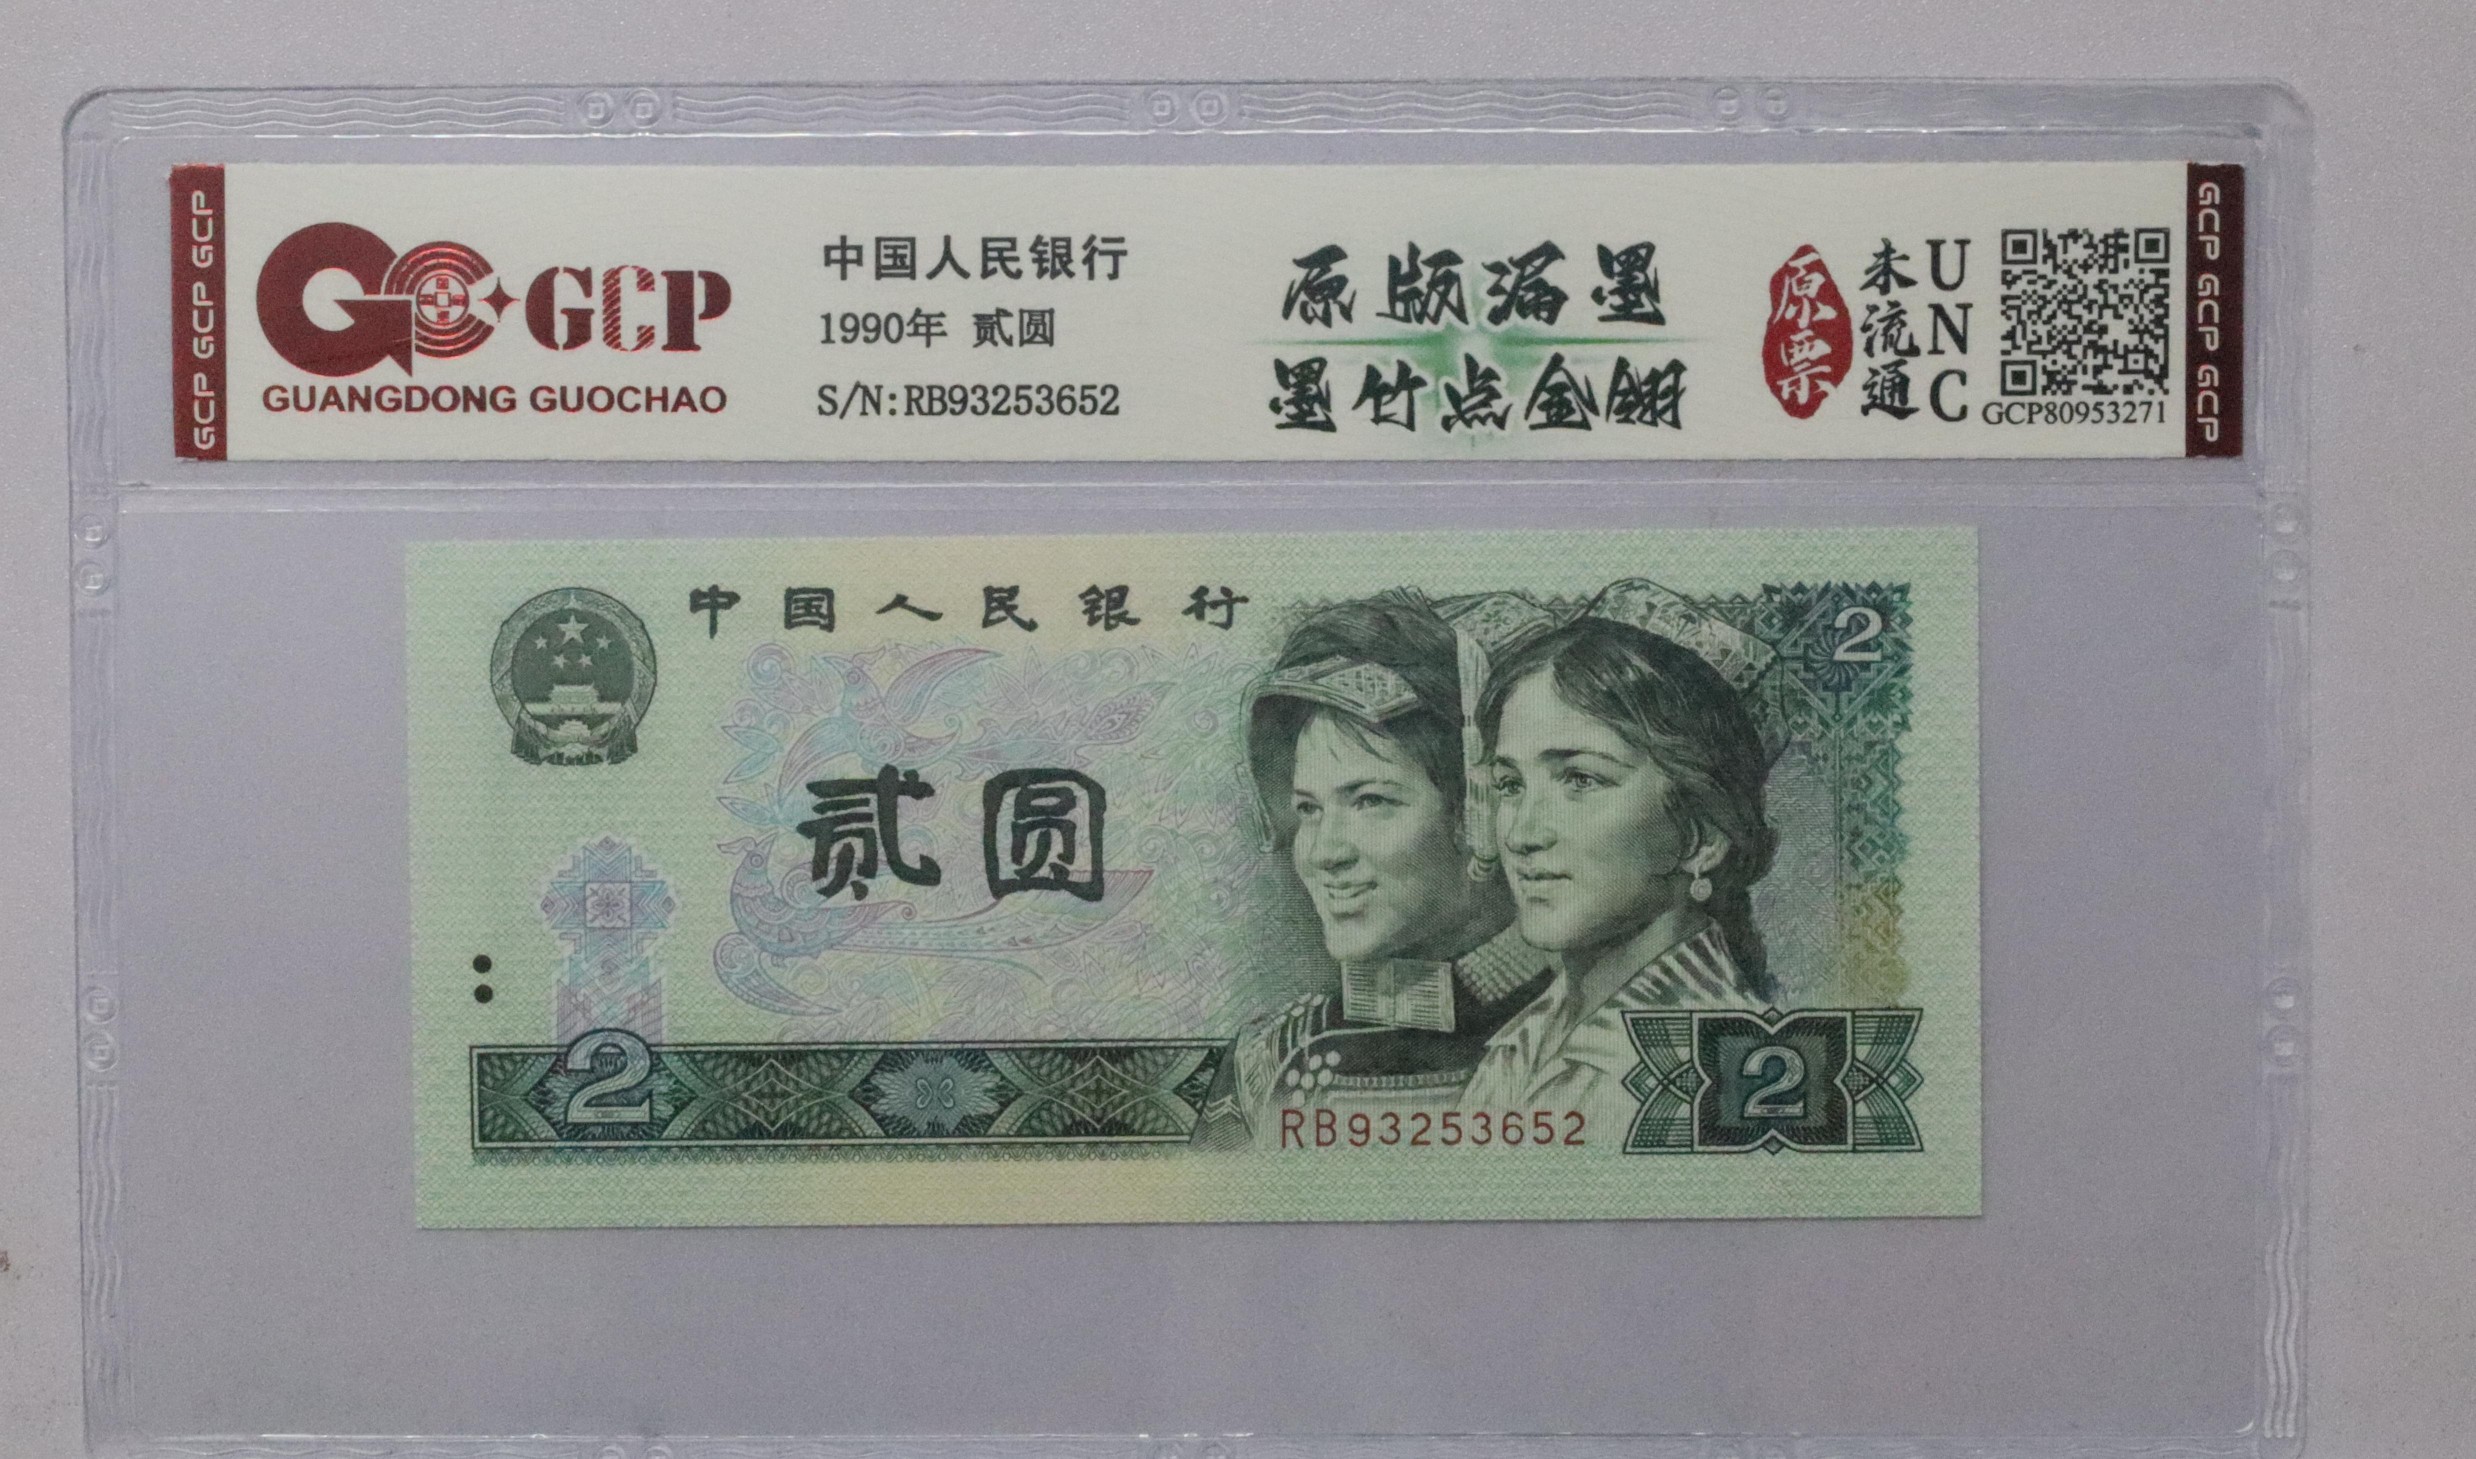 GCP GCP GCP
GCP
GUANGDONG GUOCHAO
中国人民银行
1990年 贰圆
S/N:RB93253652
原版漏墨
墨竹点金翎
原票
未流通
UNC
GCP80953271
GCP GCP GCP
中国人民银行
2
贰圆
2
RB93253652
2